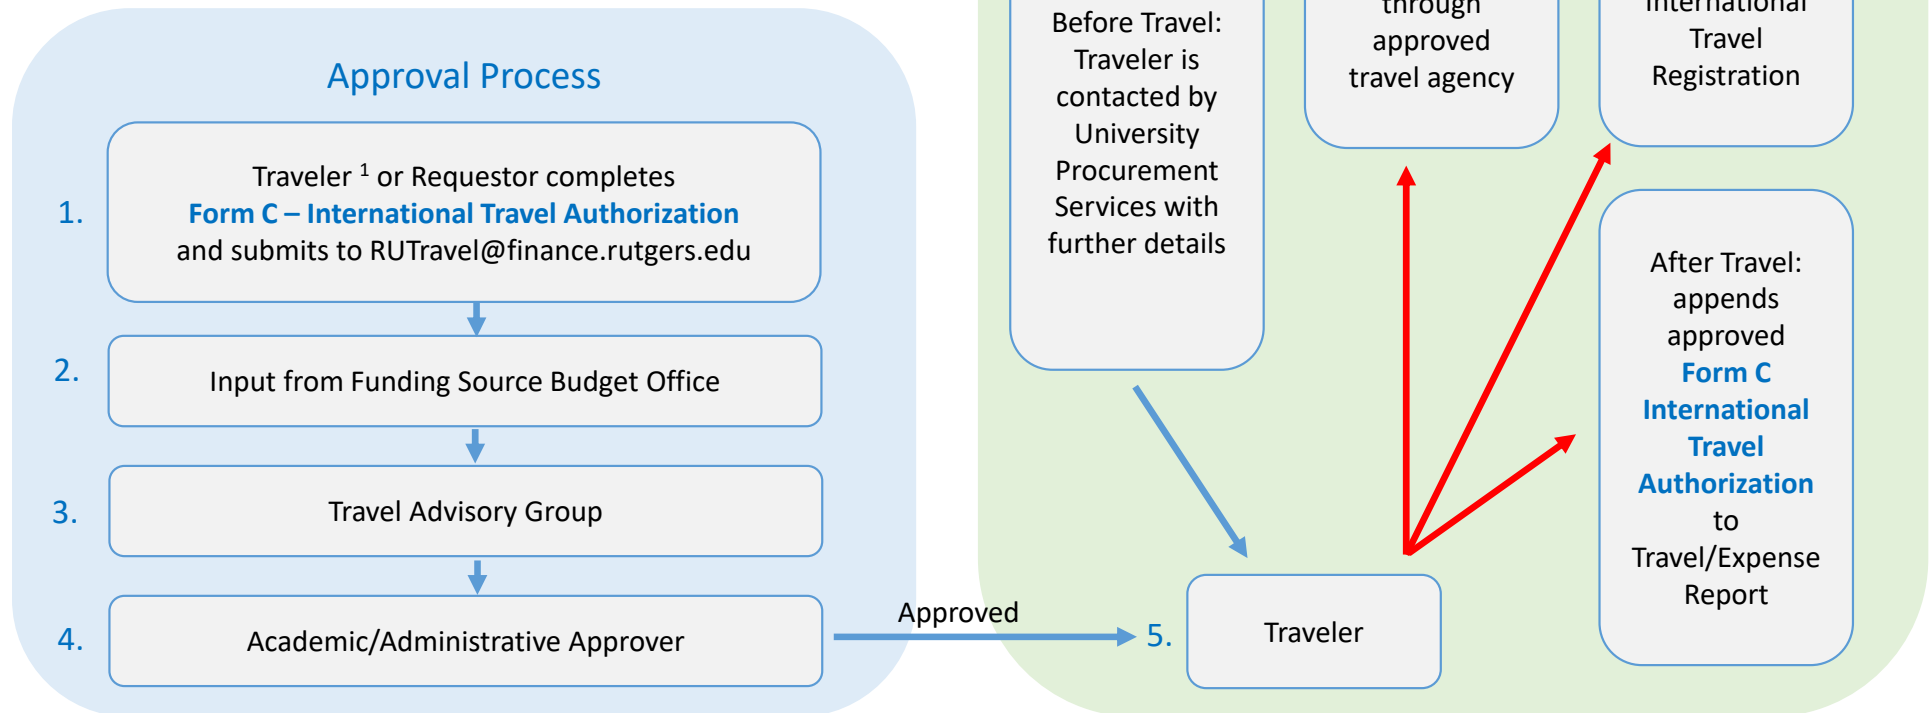 Approval Process
1.
Traveler ¹ or Requestor completes
Form C – International Travel Authorization
and submits to RUTravel@finance.rutgers.edu
2.
Input from Funding Source Budget Office
3.
Travel Advisory Group
4.
Academic/Administrative Approver
Approved
5.
Traveler
Before Travel:
Traveler is
contacted by
University
Procurement
Services with
further details
through
approved
travel agency
International
Travel
Registration
After Travel:
appends
approved
Form C
International
Travel
Authorization
to
Travel/Expense
Report